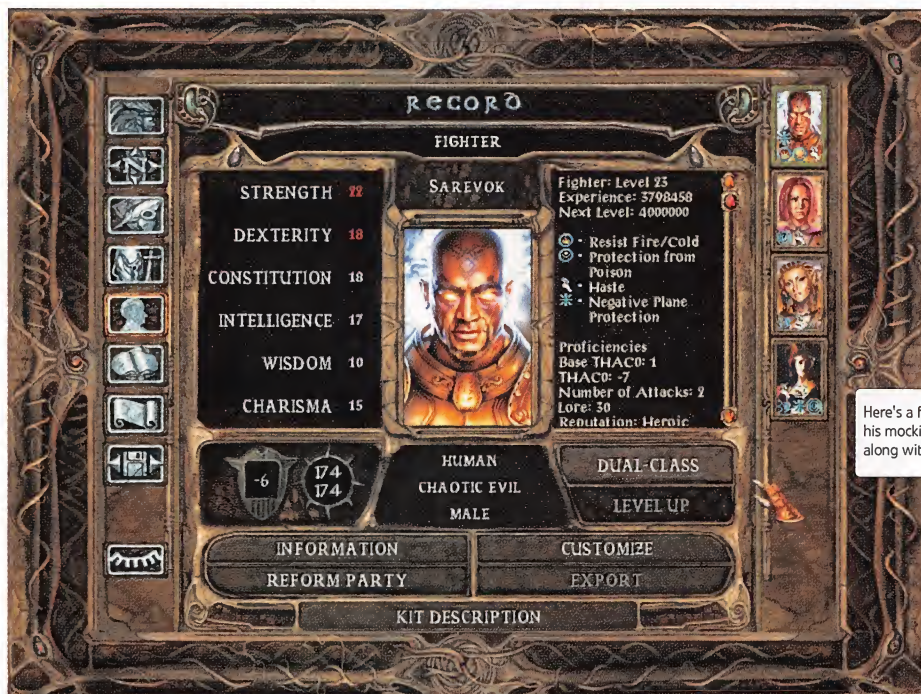 RECORD
FIGHTER
SAREVOK
STRENGTH 22
DEXTERITY 18
CONSTITUTION 18
INTELLIGENCE 17
WISDOM 10
CHARISMA 15
Fighter: Level 23
Experience: 3798458
Next Level: 4000000
- Resist Fire/Cold
- Protection from
Poison
- Haste
- Negative Plane
Protection
Proficiencies
Base THAC0: 1
THAC0: -7
Number of Attacks: 2
Lore: 30
Reputation: Heroic
-6
174
174
HUMAN
CHAOTIC EVIL
MALE
DUAL-CLASS
LEVEL UP
INFORMATION
CUSTOMIZE
REFORM PARTY
EXPORT
KIT DESCRIPTION
N
Here's a f
his mocki
along wit